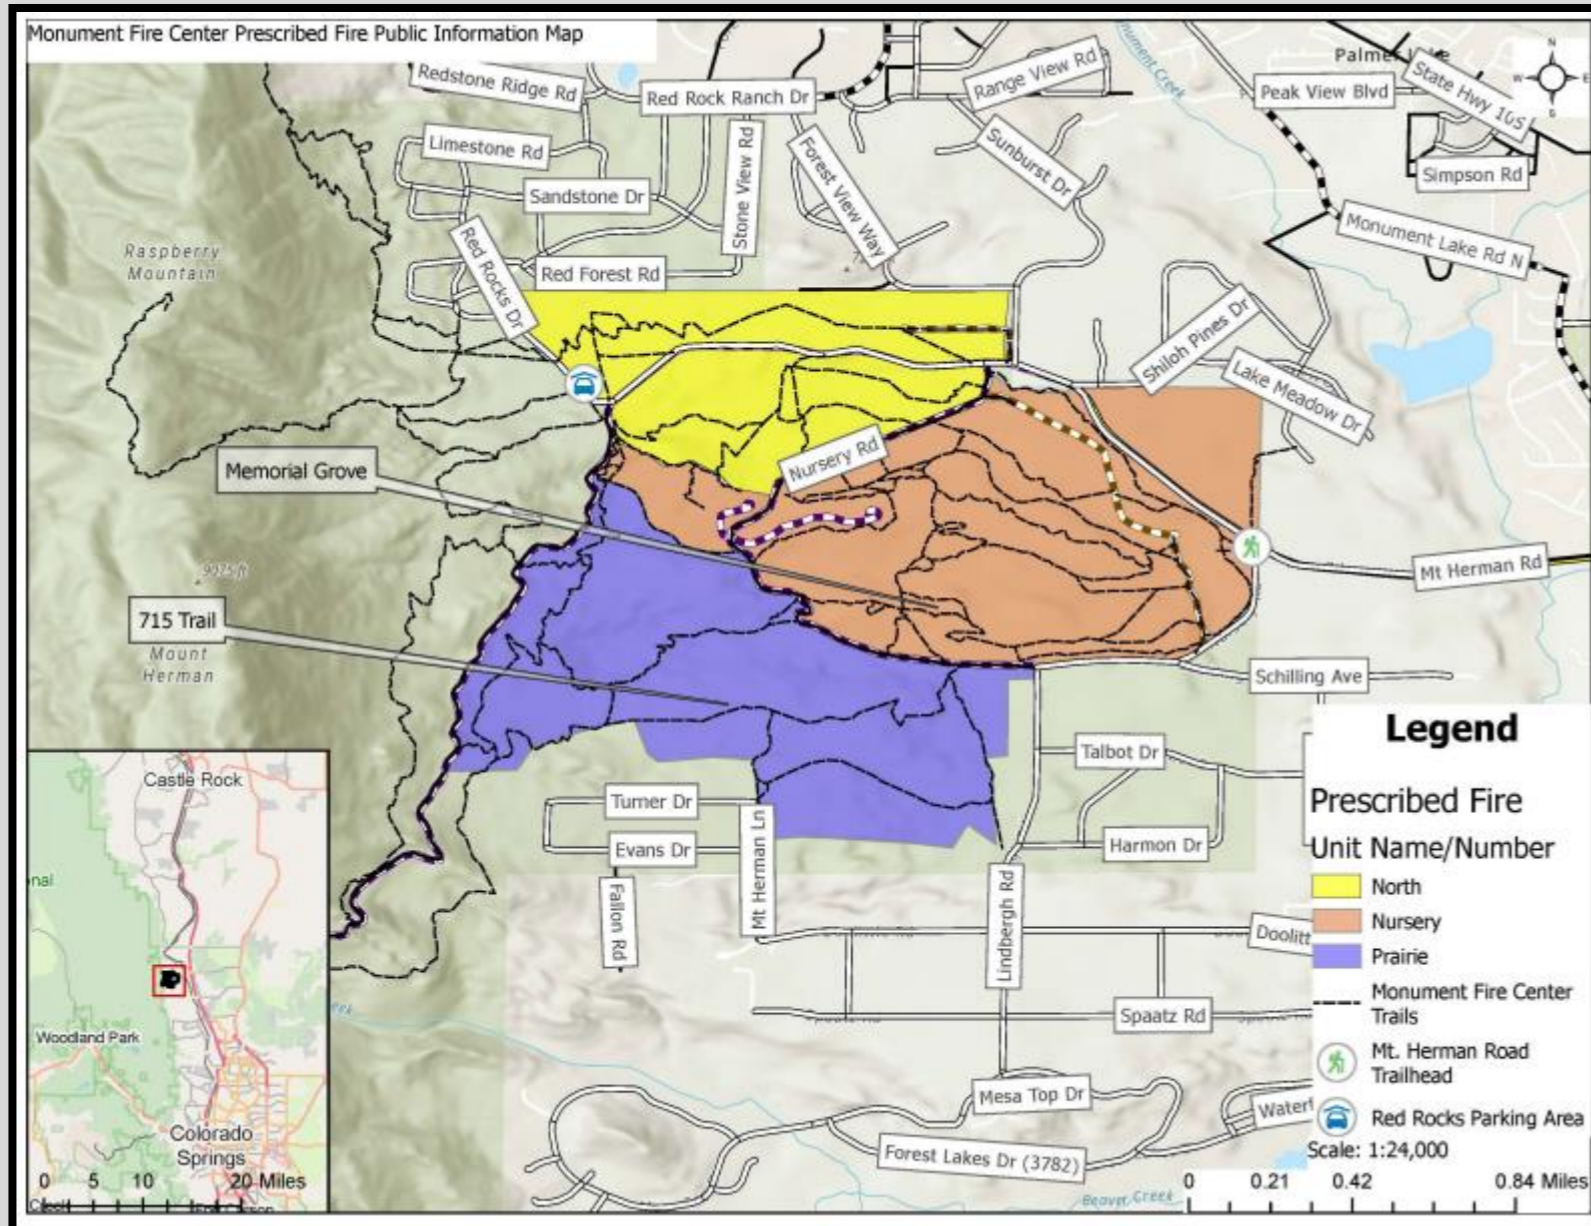 Monument Fire Center Prescribed Fire Public Information Map
Redstone Ridge Rd
Red Rock Ranch Dr
Range View Rd
Monument Creek
Peak View Blvd
State Hwy 105
N
W
E
S
Limestone Rd
Sandstone Dr
Stone View Rd
Forest View Way
Sunburst Dr
Simpson Rd
Monument Lake Rd N
Raspberry
Mountain
Red Rocks Dr
Red Forest Rd
Shiloh Pines Dr
Lake Meadow Dr
Nursery Rd
Memorial Grove
Mt Herman Rd
715 Trail
Mount
Herman
Schilling Ave
Talbot Dr
Turner Dr
Evans Dr
Harmon Dr
Mt Herman Ln
Fallon Rd
Lindbergh Rd
Doolitt
Spaatz Rd
Mesa Top Dr
Forest Lakes Dr (3782)
Waterf
Beaver Creek
eek
Castle Rock
nal
Woodland Park
Colorado
Springs
0 5 10 20 Miles
Legend
Prescribed Fire
Unit Name/Number
North
Nursery
Prairie
Monument Fire Center
Trails
Mt. Herman Road
Trailhead
Red Rocks Parking Area
Scale: 1:24,000
0 0.21 0.42 0.84 Miles